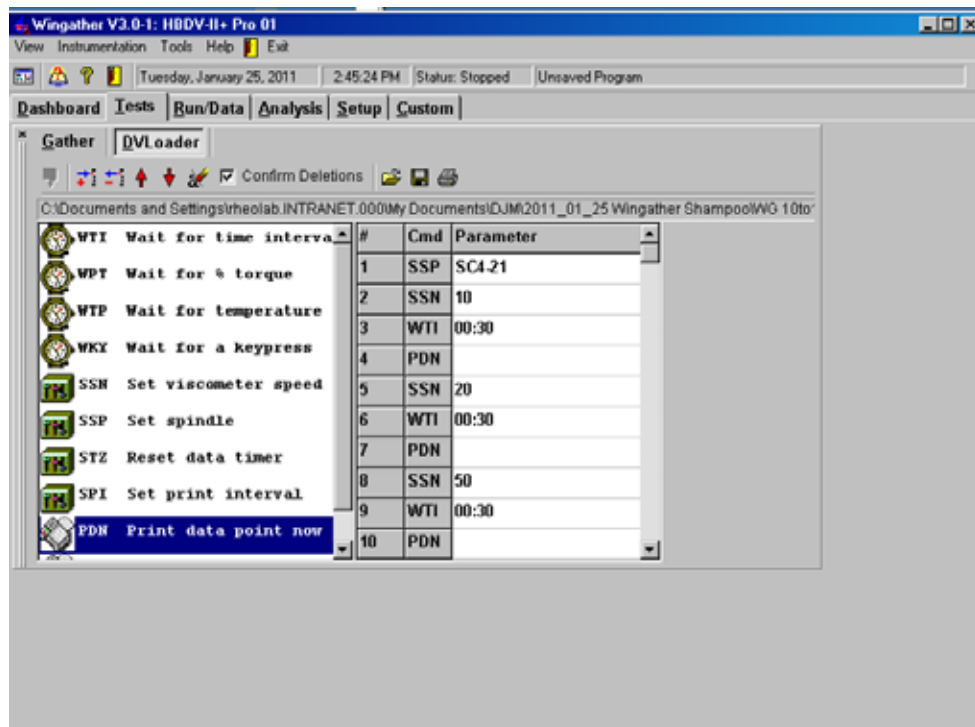 Wingather V3.0-1: HBDV-II+ Pro 01
View Instrumentation Tools Help Exit
Tuesday, January 25, 2011 2:45:24 PM Status: Stopped Unsaved Program
Dashboard Tests Run/Data Analysis Setup Custom
Gather DVLoader
Confirm Deletions
C:\Documents and Settings\rheolab.INTRANET.000\My Documents\DJM\2011_01_25 Wingather Shampoo\WG 10to
WTI Wait for time interva
WPT Wait for % torque
WTP Wait for temperature
WKY Wait for a keypress
SSN Set viscometer speed
SSP Set spindle
STZ Reset data timer
SPI Set print interval
PDN Print data point now
# Cmd Parameter
1 SSP SC4-21
2 SSN 10
3 WTI 00:30
4 PDN
5 SSN 20
6 WTI 00:30
7 PDN
8 SSN 50
9 WTI 00:30
10 PDN